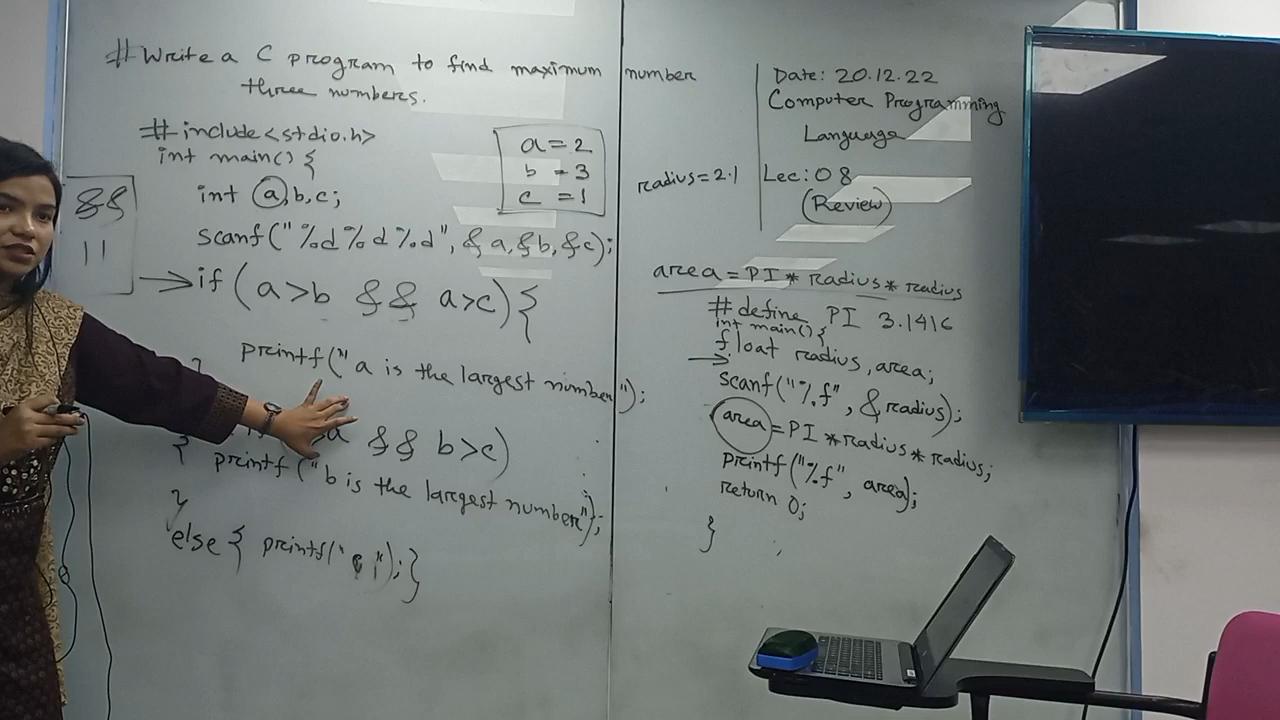 # Write a C program to find maximum number
three numbers.
# include<stdio.h>
int main() {
int a,b,c;
scanf("%d%d%d", &a,&b,&c);
if (a>b && a>c) {
printf("a is the largest number");
}
a && b>c)
{
printf ("b is the largest number");
}
else { printf(" "); }
a=2
b=3
c=1
&&
11
radius=2.1
Date: 20.12.22
Computer Programming
Language
Lec: 08
(Review)
area = PI * radius * radius
# define PI 3.1416
int main() {
float radius, area;
scanf("%f", &radius);
area = PI * radius * radius;
printf("%f", area);
return 0;
}